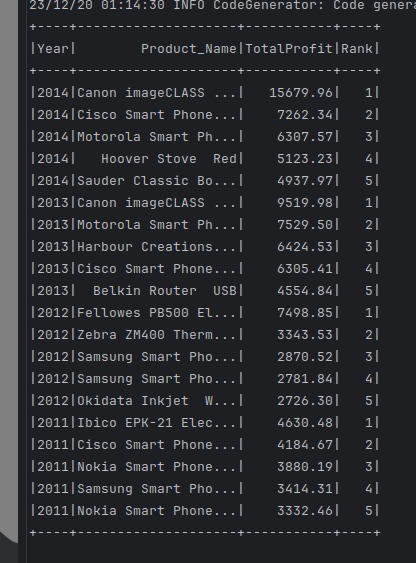 23/12/20 01:14:30 INFO CodeGenerator: Code genera
+----+--------------------+-----------+----+
|Year|        Product_Name|TotalProfit|Rank|
+----+--------------------+-----------+----+
|2014|Canon imageCLASS ...|   15679.96|   1|
|2014|Cisco Smart Phone...|    7262.34|   2|
|2014|Motorola Smart Ph...|    6307.57|   3|
|2014|   Hoover Stove  Red|    5123.23|   4|
|2014|Sauder Classic Bo...|    4937.97|   5|
|2013|Canon imageCLASS ...|    9519.98|   1|
|2013|Motorola Smart Ph...|    7529.50|   2|
|2013|Harbour Creations...|    6424.53|   3|
|2013|Cisco Smart Phone...|    6305.41|   4|
|2013|  Belkin Router  USB|    4554.84|   5|
|2012|Fellowes PB500 El...|    7498.85|   1|
|2012|Zebra ZM400 Therm...|    3343.53|   2|
|2012|Samsung Smart Pho...|    2870.52|   3|
|2012|Samsung Smart Pho...|    2781.84|   4|
|2012|Okidata Inkjet  W...|    2726.30|   5|
|2011|Ibico EPK-21 Elec...|    4630.48|   1|
|2011|Cisco Smart Phone...|    4184.67|   2|
|2011|Nokia Smart Phone...|    3880.19|   3|
|2011|Samsung Smart Pho...|    3414.31|   4|
|2011|Nokia Smart Phone...|    3332.46|   5|
+----+--------------------+-----------+----+